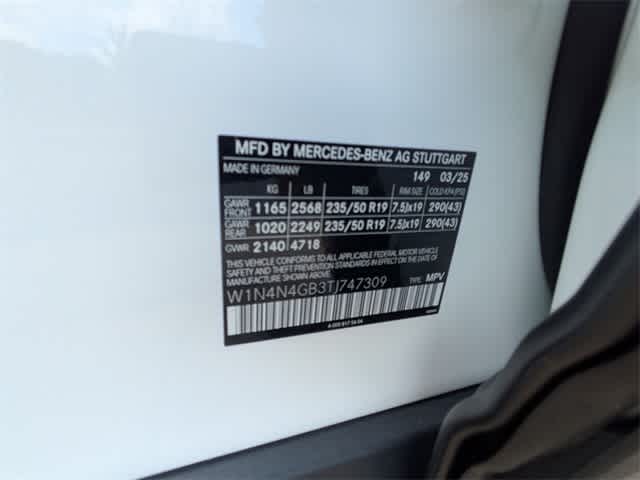 MFD BY MERCEDES-BENZ AG STUTTGART
MADE IN GERMANY 149 03/25
KG LB TIRES RIM SIZE COLD-KPA (PSI)
GAWR FRONT 1165 2568 235/50 R19 7.5Jx19 290(43)
GAWR REAR 1020 2249 235/50 R19 7.5Jx19 290(43)
GVWR 2140 4718
THIS VEHICLE CONFORMS TO ALL APPLICABLE FEDERAL MOTOR VEHICLE
SAFETY STANDARDS AND BUMPER AND THEFT PREVENTION STANDARDS
IN EFFECT ON THE DATE OF MANUFACTURE SHOWN ABOVE.
W1N4N4GB3TJ747309 TYPE: MPV